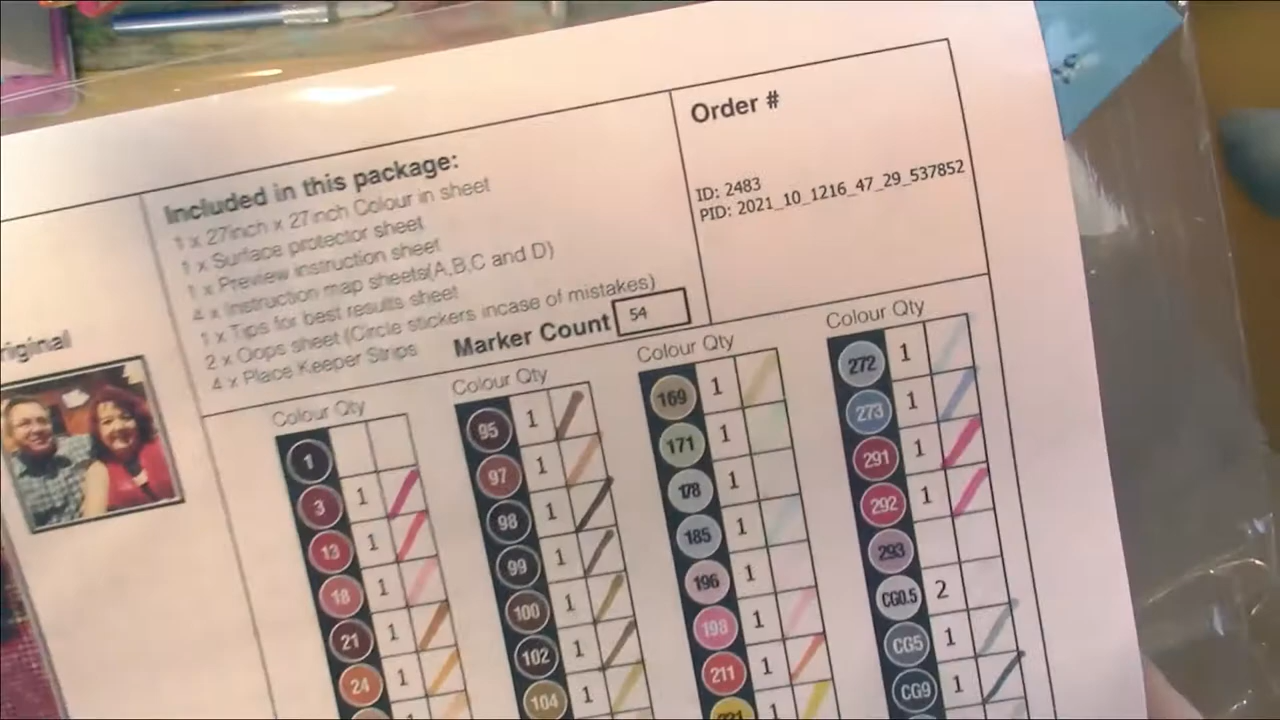 riginal
Included in this package:
1 x 27inch x 27inch Colour in sheet
1 x Surface protector sheet
1 x Preview instruction sheet
4 x Instruction map sheets(A,B,C and D)
1 x Tips for best results sheet
2 x Oops sheet (Circle stickers incase of mistakes)
4 x Place Keeper Strips
Marker Count 54
Order #
ID: 2483
PID: 2021_10_1216_47_29_537852
Colour Qty
1
3 1
13 1
18 1
21 1
24 1
1
Colour Qty
95 1
97 1
98 1
99 1
100 1
102 1
104 1
Colour Qty
169 1
171 1
178 1
185 1
196 1
198 1
211 1
221 1
Colour Qty
272 1
273 1
291 1
292 1
293
CG0.5 2
CG5 1
CG9 1